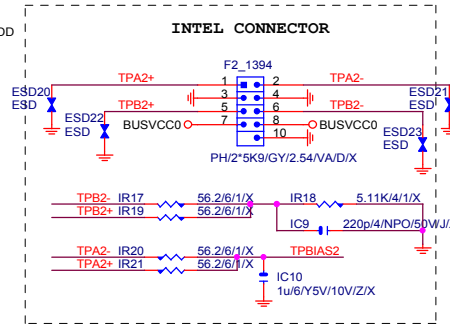 DD
INTEL CONNECTOR
F2_1394
TPA2+ 1 2 TPA2-
ESD20 ESD21
ESD ESD
3 4
TPB2+ 5 6 TPB2-
ESD22
ESD
BUSVCC0 7 8 BUSVCC0
ESD23
ESD
10
PH/2*5K9/GY/2.54/VA/D/X
TPB2- IR17 56.2/6/1/X IR18 5.11K/4/1/X
TPB2+ IR19 56.2/6/1/X
IC9 220p/4/NPO/50WJ/
TPA2- IR20 56.2/6/1/X TPBIAS2
TPA2+ IR21 56.2/6/1/X
IC10
1u/6/Y5V/10V/Z/X